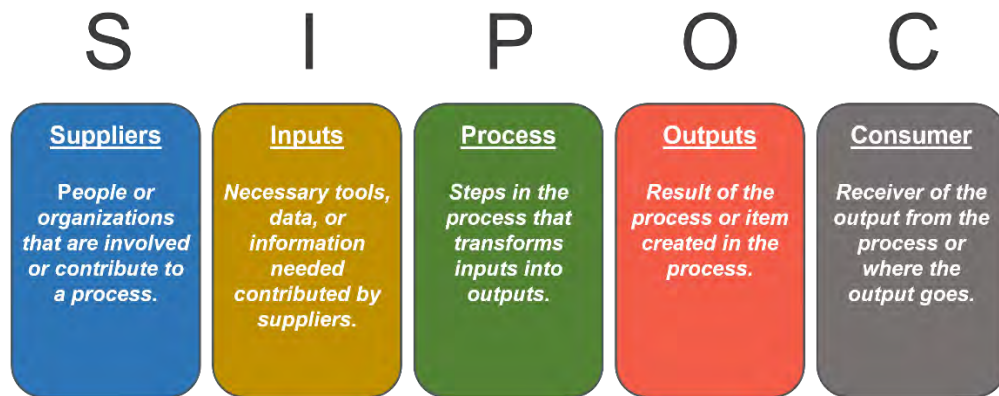 S I P O C
Suppliers
People or
organizations
that are involved
or contribute to
a process.
Inputs
Necessary tools,
data, or
information
needed
contributed by
suppliers.
Process
Steps in the
process that
transforms
inputs into
outputs.
Outputs
Result of the
process or item
created in the
process.
Consumer
Receiver of the
output from the
process or
where the
output goes.